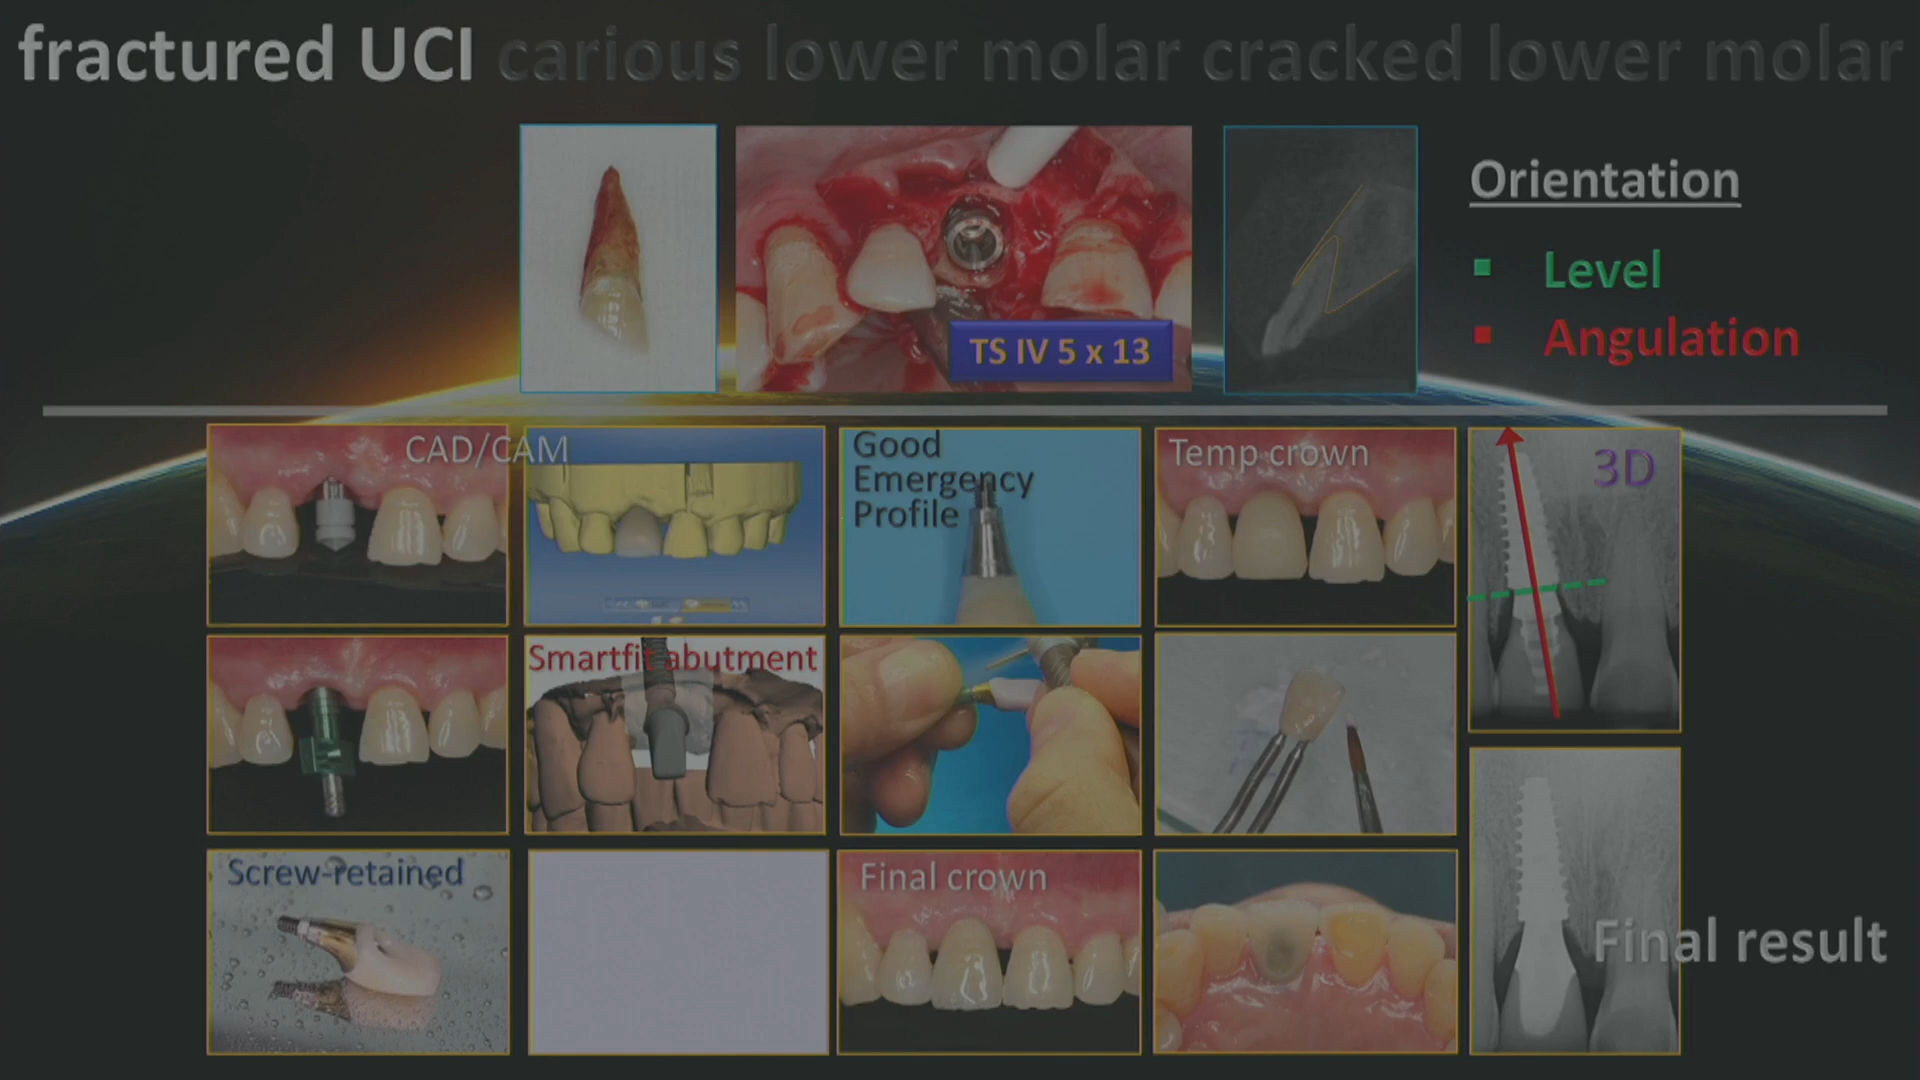 fractured UCI carious lower molar cracked lower molar
Orientation
Level
Angulation
TS IV 5 x 13
CAD/CAM
Good
Emergency
Profile
Temp crown
3D
Smartfit abutment
Screw-retained
Final crown
Final result